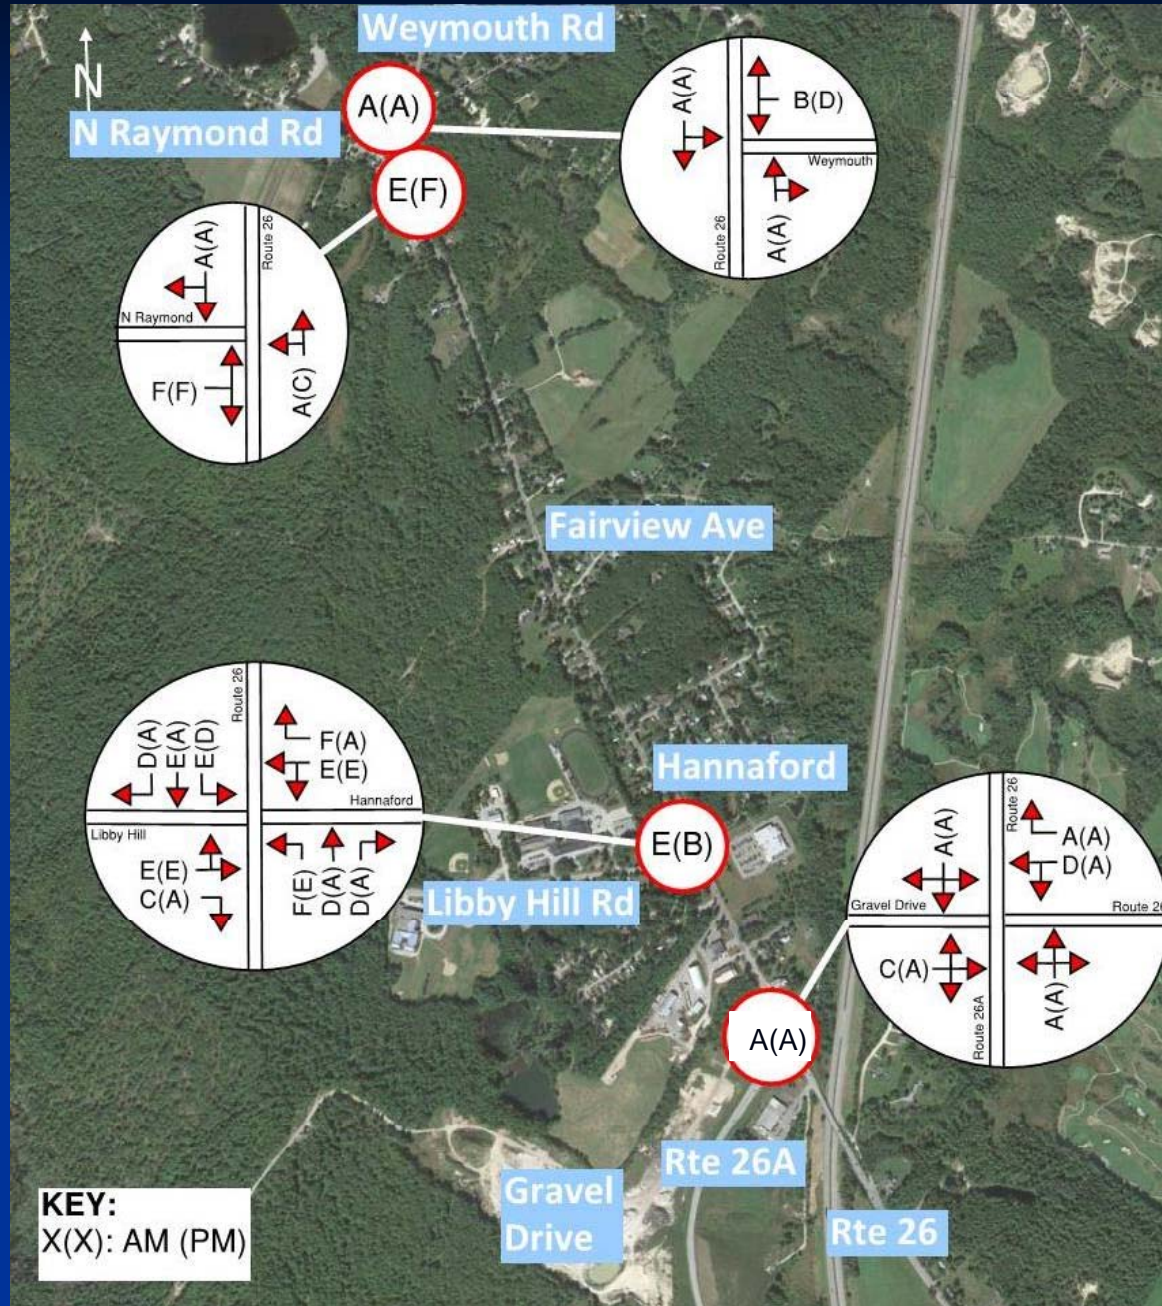 Weymouth Rd
N
N Raymond Rd
A(A)
E(F)
A(A)
B(D)
Weymouth
A(A)
Route 26
A(A)
Route 26
N Raymond
F(F)
A(C)
Fairview Ave
Route 26
D(A)
E(A)
E(D)
F(A)
E(E)
Hannaford
Libby Hill
E(E)
C(A)
F(E)
D(A)
D(A)
Hannaford
E(B)
Libby Hill Rd
A(A)
Route 26
A(A)
D(A)
Gravel Drive
Route 26
C(A)
Route 26A
A(A)
A(A)
Rte 26A
Gravel
Drive
Rte 26
KEY:
X(X): AM (PM)